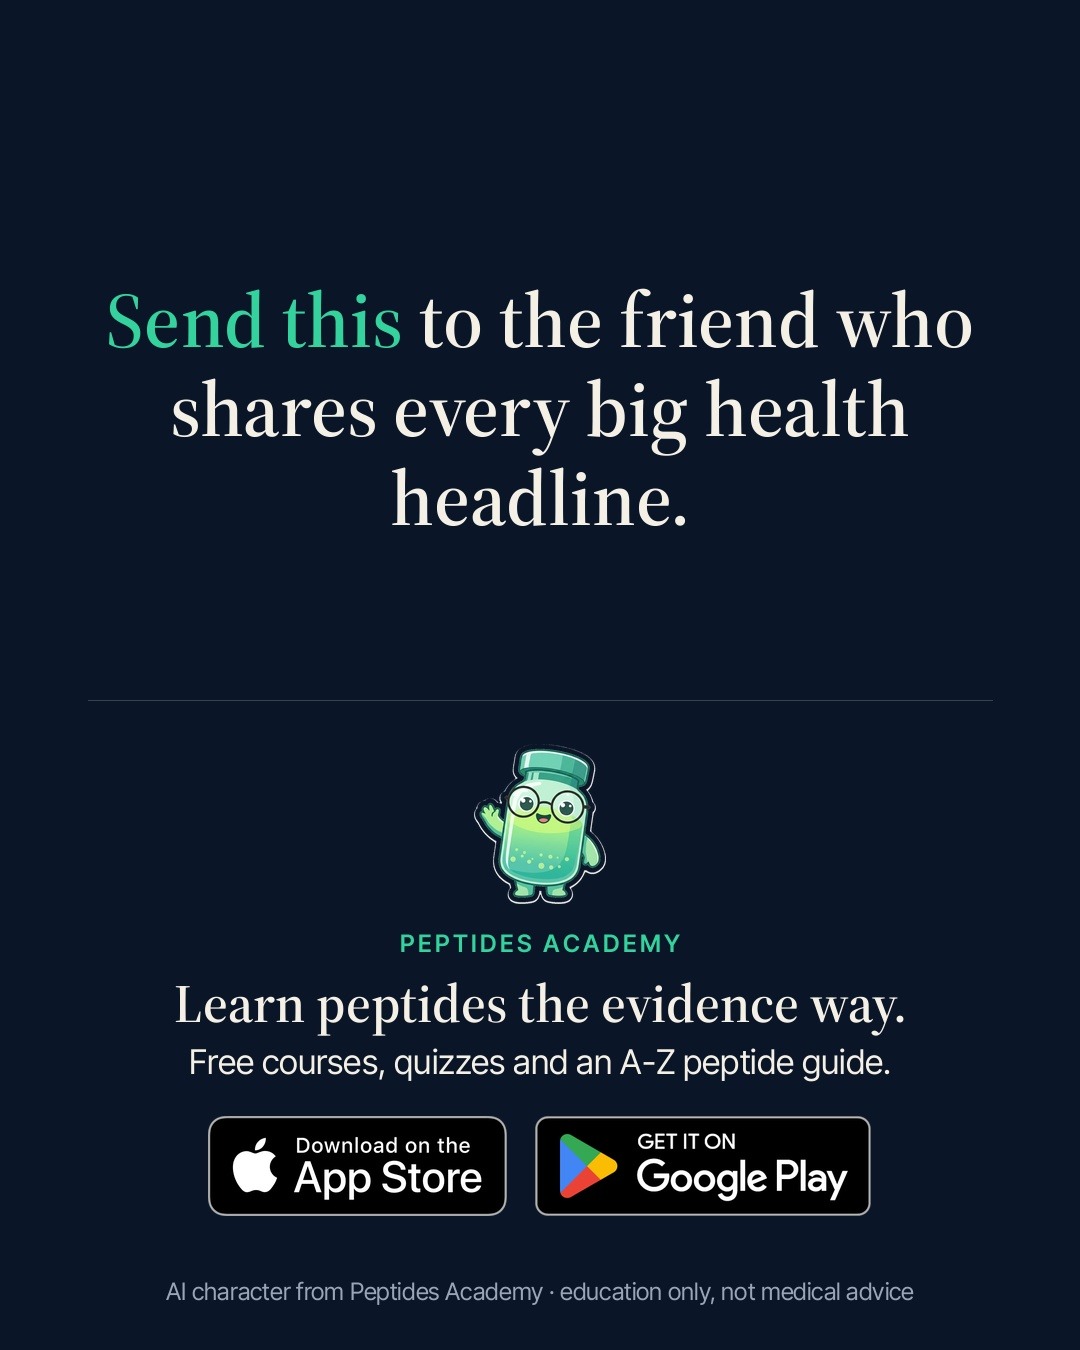 Send this to the friend who
shares every big health
headline.
PEPTIDES ACADEMY
Learn peptides the evidence way.
Free courses, quizzes and an A-Z peptide guide.
Download on the
App Store
GET IT ON
Google Play
AI character from Peptides Academy · education only, not medical advice